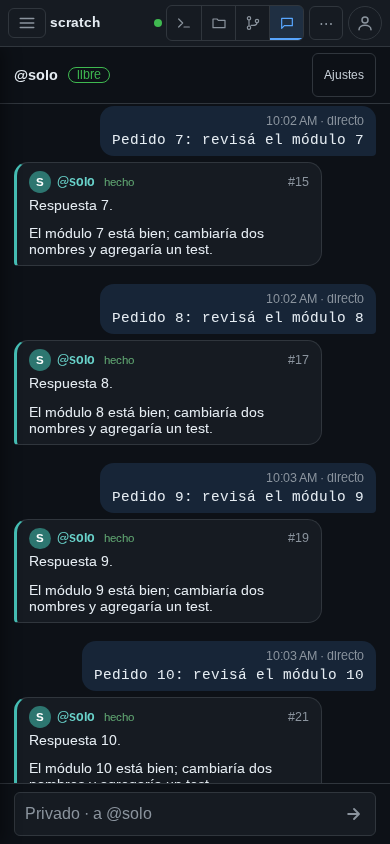 scratch
...
@solo libre
Ajustes
10:02 AM · directo
Pedido 7: revisá el módulo 7
S @solo hecho #15
Respuesta 7.
El módulo 7 está bien; cambiaría dos
nombres y agregaría un test.
10:02 AM · directo
Pedido 8: revisá el módulo 8
S @solo hecho #17
Respuesta 8.
El módulo 8 está bien; cambiaría dos
nombres y agregaría un test.
10:03 AM · directo
Pedido 9: revisá el módulo 9
S @solo hecho #19
Respuesta 9.
El módulo 9 está bien; cambiaría dos
nombres y agregaría un test.
10:03 AM · directo
Pedido 10: revisá el módulo 10
S @solo hecho #21
Respuesta 10.
El módulo 10 está bien; cambiaría dos
nombres y agregaría un test.
Privado · a @solo